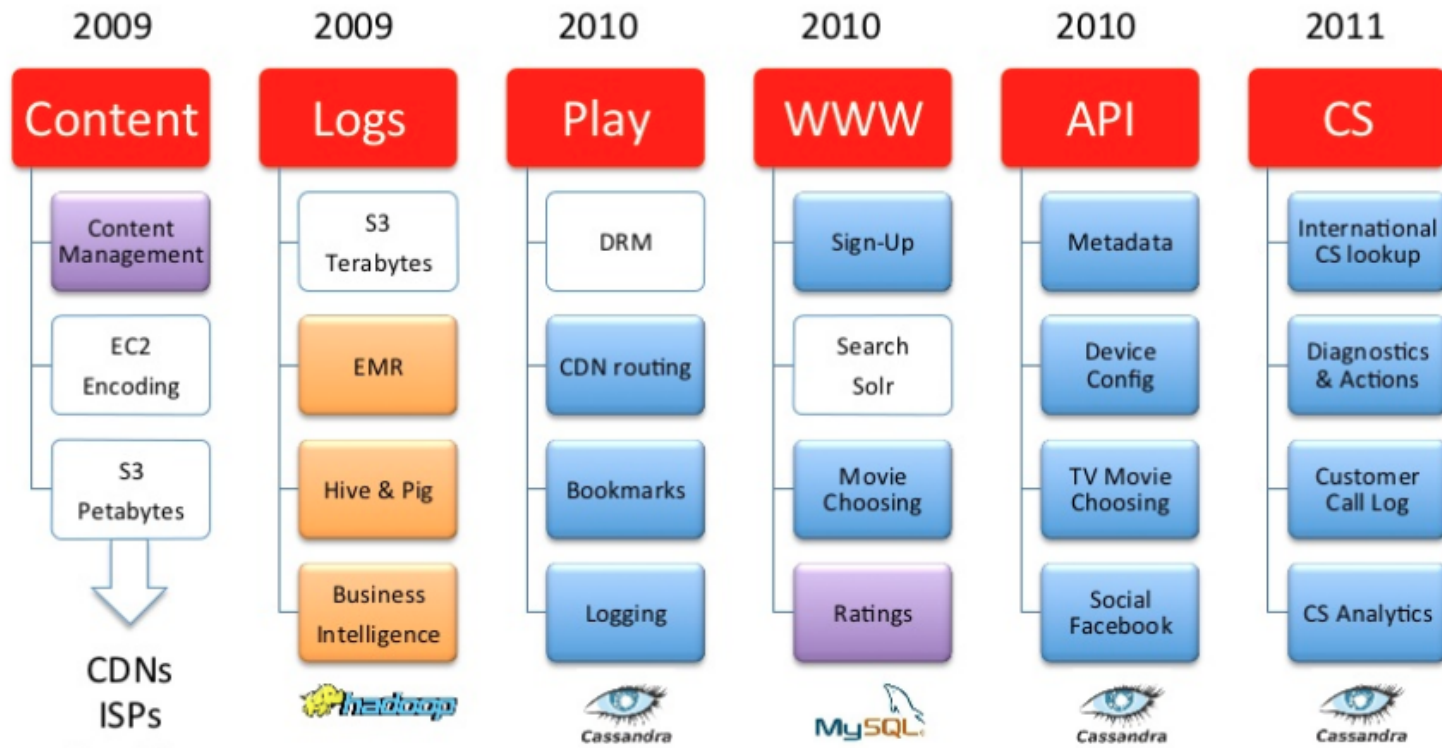 2009
Content
Content
Management
EC2
Encoding
S3
Petabytes
CDNs
ISPs
2009
Logs
S3
Terabytes
EMR
Hive & Pig
Business
Intelligence
hadoop
2010
Play
DRM
CDN routing
Bookmarks
Logging
Cassandra
2010
WWW
Sign-Up
Search
Solr
Movie
Choosing
Ratings
MySQL
2010
API
Metadata
Device
Config
TV Movie
Choosing
Social
Facebook
Cassandra
2011
CS
International
CS lookup
Diagnostics
& Actions
Customer
Call Log
CS Analytics
Cassandra